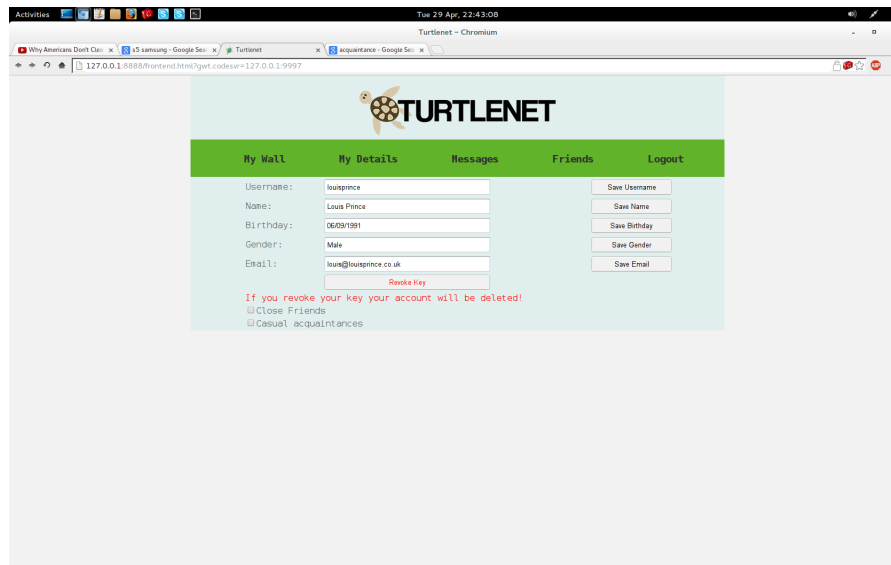 Activities Tue 29 Apr, 22:43:08
Turtlenet – Chromium
Why Americans Don't s5 samsung - Google Sea Turtlenet acquaintance - Google Sea
127.0.0.1:8888/frontend.html?gwt.codesvr=127.0.0.1:9997 ABP
TURTLENET
My Wall My Details Messages Friends Logout
Username: louisprince Save Username
Name: Louis Prince Save Name
Birthday: 06/09/1991 Save Birthday
Gender: Male Save Gender
Email: louis@louisprince.co.uk Save Email
Revoke Key
If you revoke your key your account will be deleted!
Close Friends
Casual acquaintances